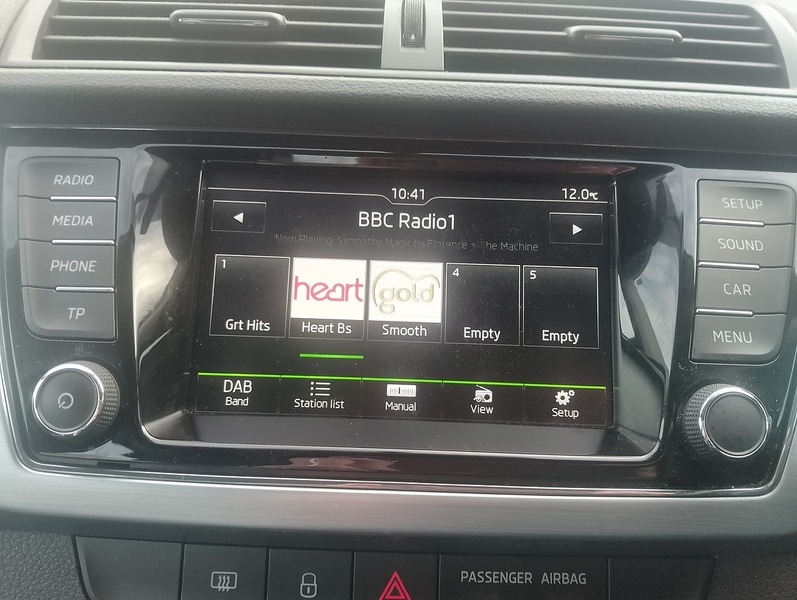 RADIO
MEDIA
PHONE
TP
10:41
12.0℃
BBC Radio1
Now Playing: Sympathy Magic by Florence + The Machine
1
Grt Hits
heart
Heart Bs
gold
Smooth
4
Empty
5
Empty
DAB
Band
Station list
Manual
View
Setup
SETUP
SOUND
CAR
MENU
PASSENGER AIRBAG